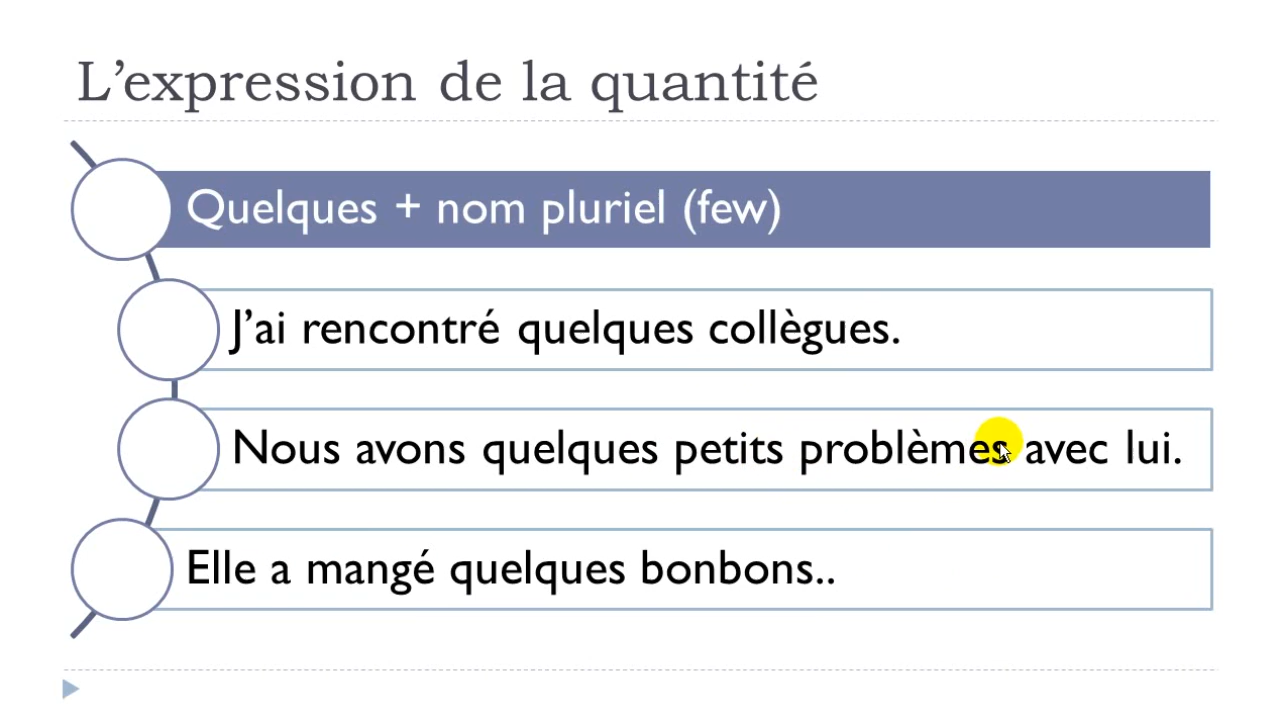 L’expression de la quantité
Quelques + nom pluriel (few)
J’ai rencontré quelques collègues.
Nous avons quelques petits problèmes avec lui.
Elle a mangé quelques bonbons..